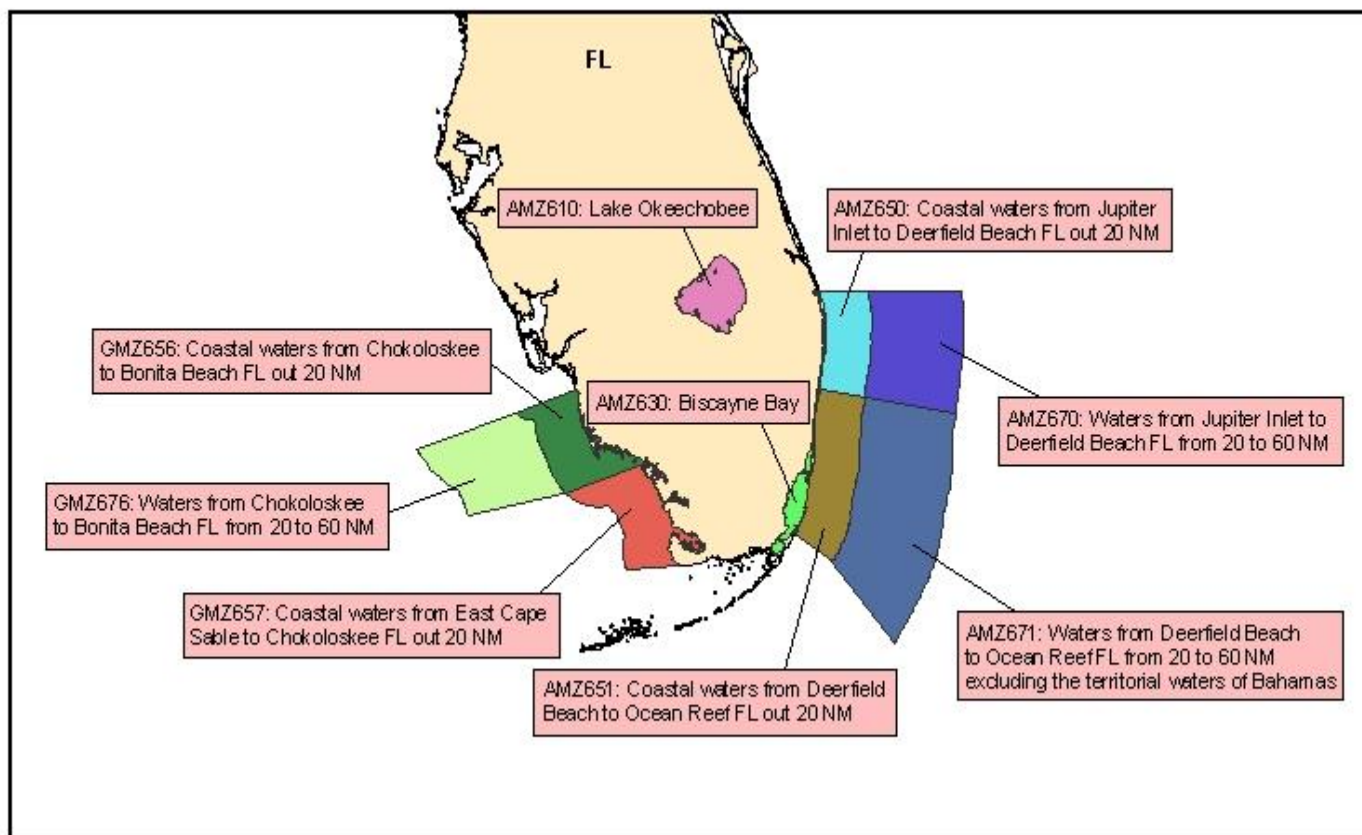 FL
AMZ610: Lake Okeechobee
AMZ650: Coastal waters from Jupiter
Inlet to Deerfield Beach FL out 20 NM
GMZ656: Coastal waters from Chokoloskee
to Bonita Beach FL out 20 NM
AMZ630: Biscayne Bay
AMZ670: Waters from Jupiter Inlet to
Deerfield Beach FL from 20 to 60 NM
GMZ676: Waters from Chokoloskee
to Bonita Beach FL from 20 to 60 NM
GMZ657: Coastal waters from East Cape
Sable to Chokoloskee FL out 20 NM
AMZ671: Waters from Deerfield Beach
to Ocean Reef FL from 20 to 60 NM
excluding the territorial waters of Bahamas
AMZ651: Coastal waters from Deerfield
Beach to Ocean Reef FL out 20 NM